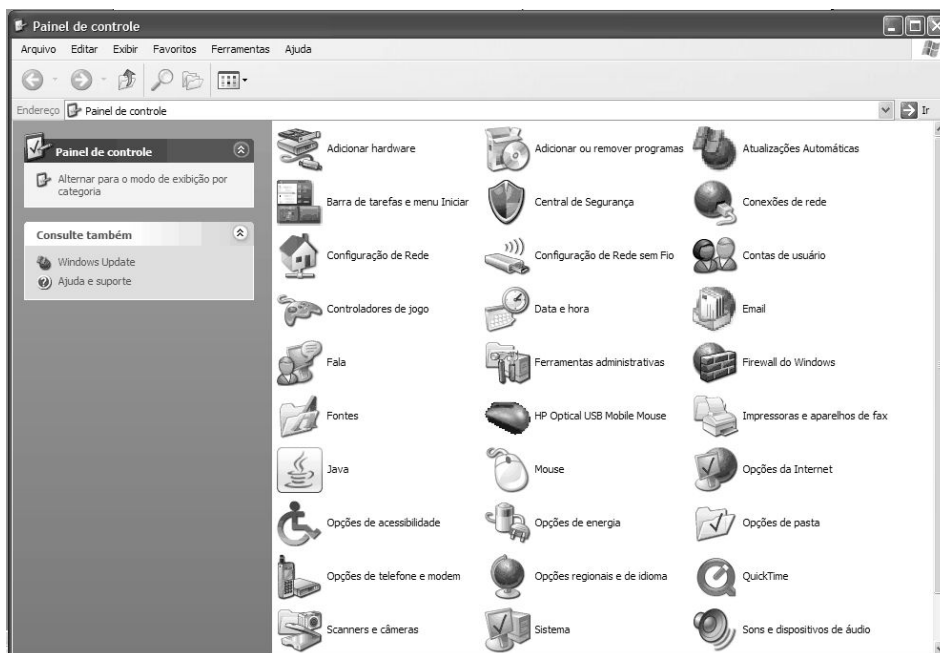 Painel de controle
Arquivo Editar Exibir Favoritos Ferramentas Ajuda
Endereço Painel de controle Ir
Painel de controle
Alternar para o modo de exibição por
categoria
Consulte também
Windows Update
Ajuda e suporte
Adicionar hardware Adicionar ou remover programas Atualizações Automáticas
Barra de tarefas e menu Iniciar Central de Segurança Conexões de rede
Configuração de Rede Configuração de Rede sem Fio Contas de usuário
Controladores de jogo Data e hora Email
Fala Ferramentas administrativas Firewall do Windows
Fontes HP Optical USB Mobile Mouse Impressoras e aparelhos de fax
Java Mouse Opções da Internet
Opções de acessibilidade Opções de energia Opções de pasta
Opções de telefone e modem Opções regionais e de idioma QuickTime
Scanners e câmeras Sistema Sons e dispositivos de áudio